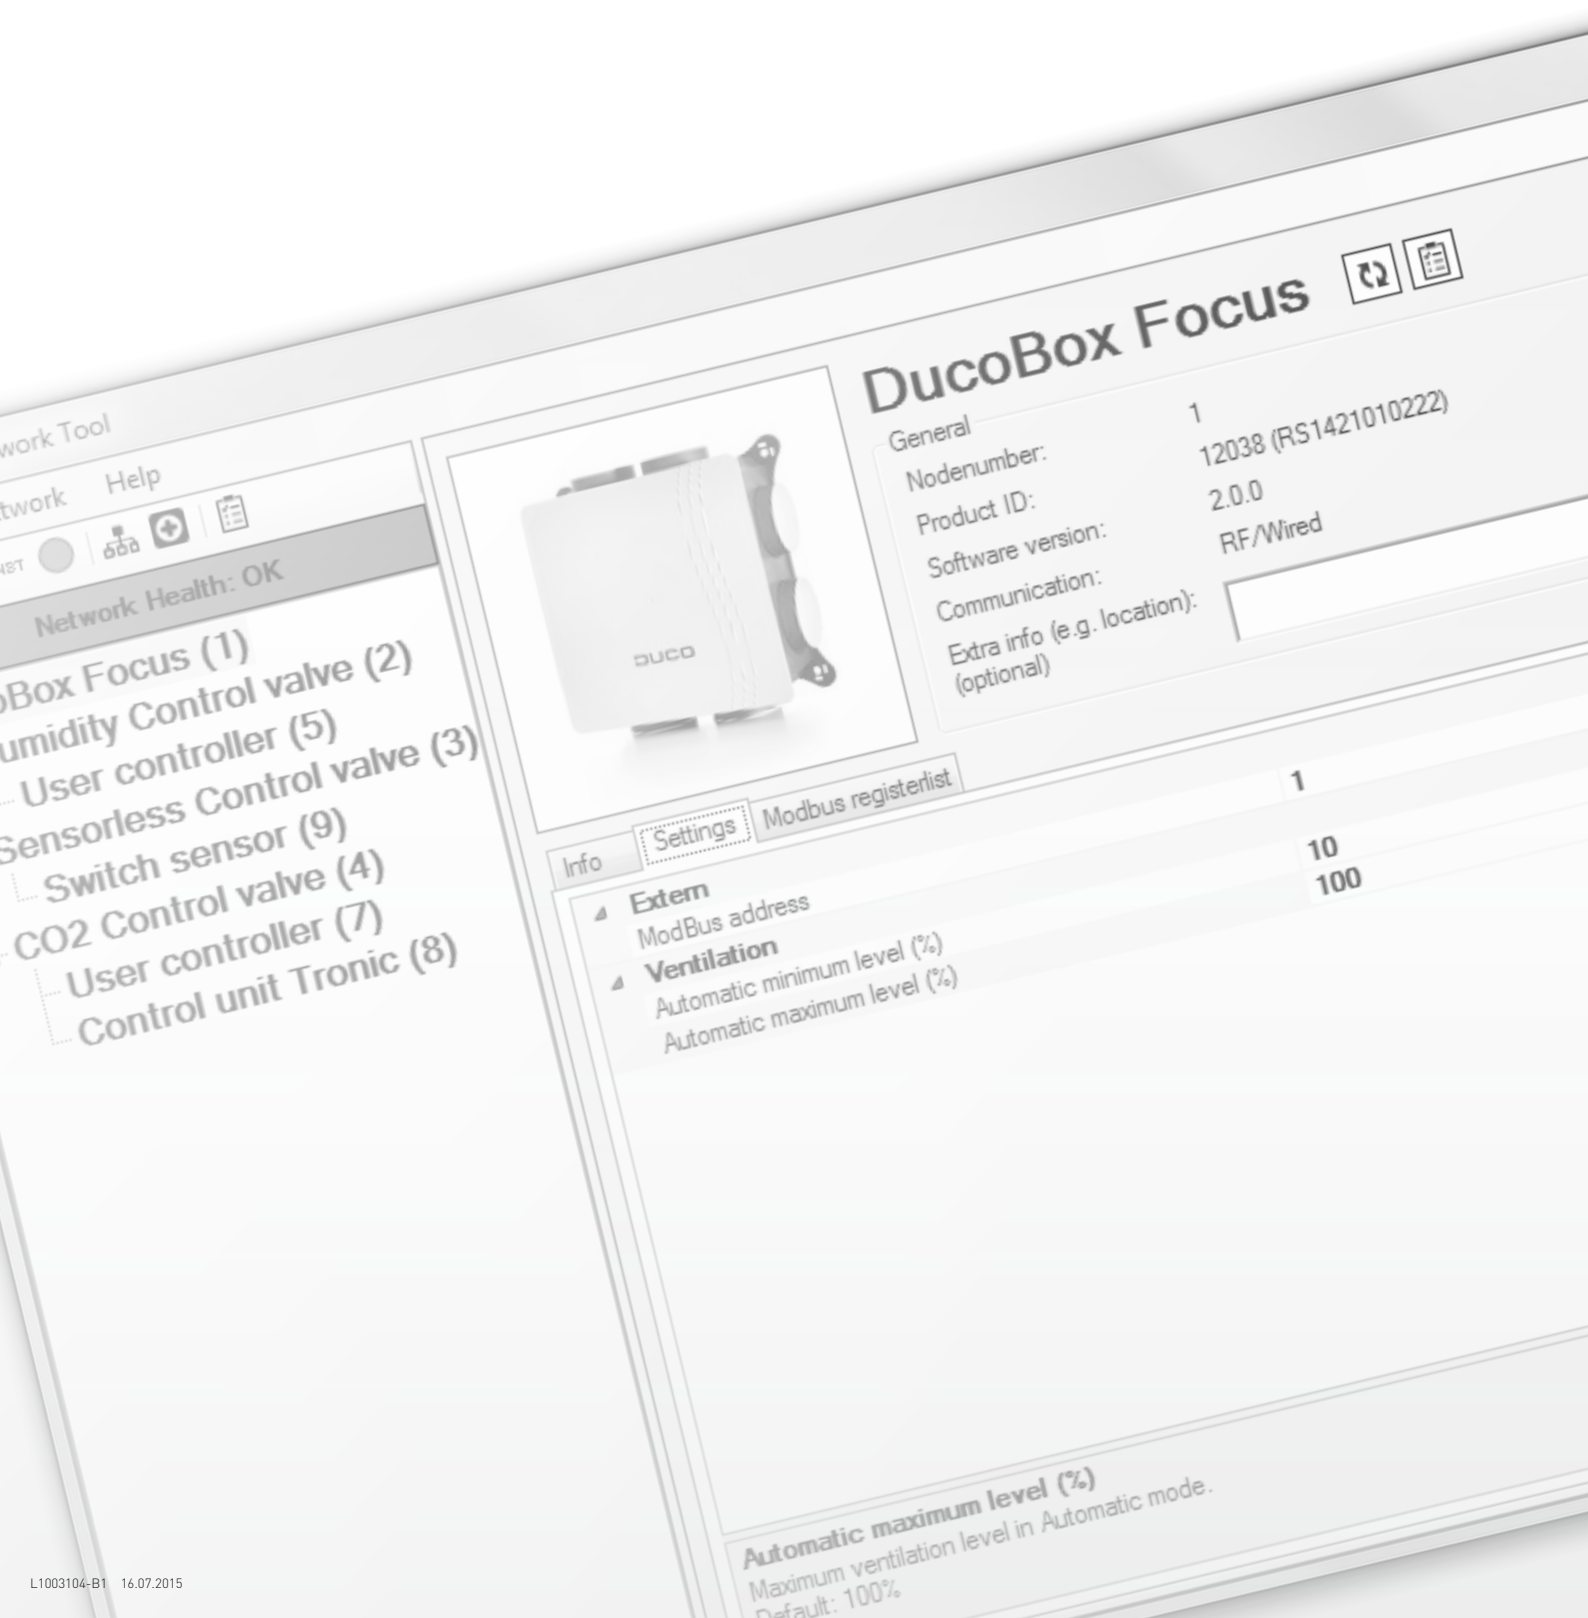 work Tool
twork Help
Network Health: OK
oBox Focus (1)
umidity Control valve (2)
User controller (5)
Sensorless Control valve (3)
Switch sensor (9)
CO2 Control valve (4)
User controller (7)
Control unit Tronic (8)
DUCO
DucoBox Focus
General
Nodenumber: 1
Product ID: 12038 (RS1421010222)
Software version: 2.0.0
Communication: RF/Wired
Extra info (e.g. location):
(optional)
Info Settings Modbus registerlist
Extern
ModBus address 1
Ventilation
Automatic minimum level (%) 10
Automatic maximum level (%) 100
Automatic maximum level (%)
Maximum ventilation level in Automatic mode.
Default: 100%
L1003104-B1 16.07.2015